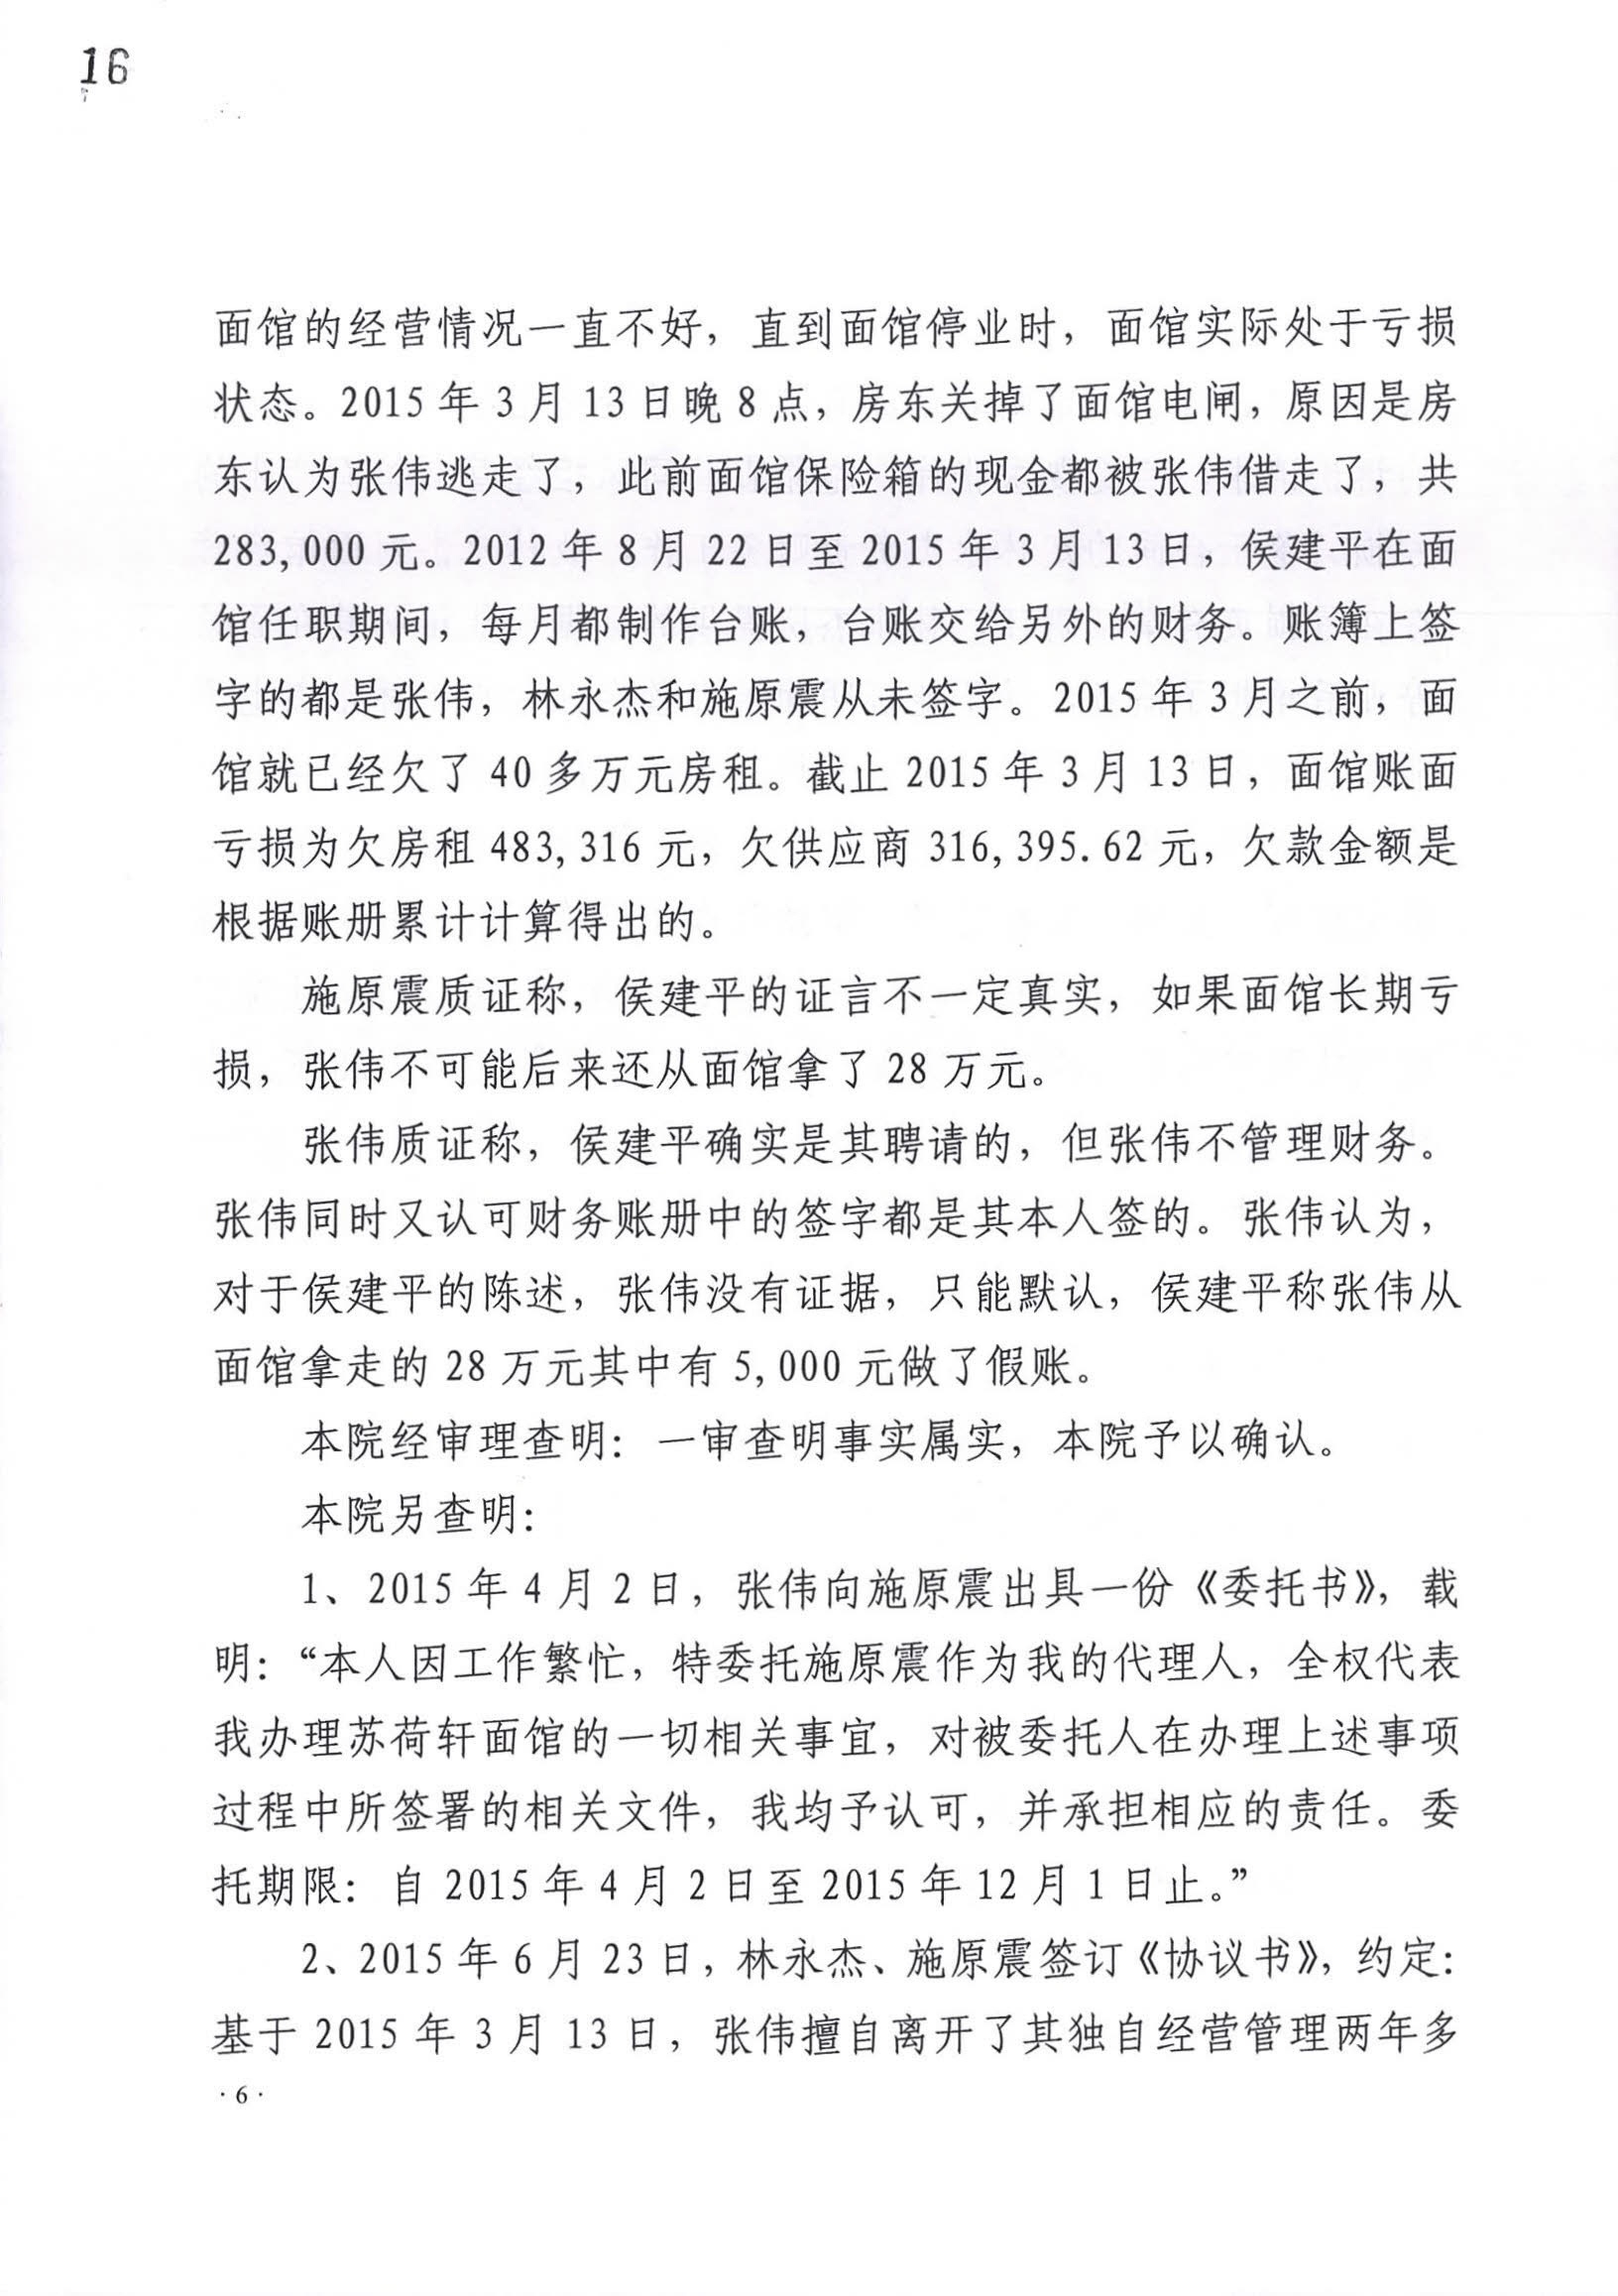 16
面馆的经营情况一直不好，直到面馆停业时，面馆实际处于亏损
状态。2015 年 3 月 13 日晚 8 点，房东关掉了面馆电闸，原因是房
东认为张伟逃走了，此前面馆保险箱的现金都被张伟借走了，共
283,000 元。2012 年 8 月 22 日至 2015 年 3 月 13 日，侯建平在面
馆任职期间，每月都制作台账，台账交给另外的财务。账簿上签
字的都是张伟，林永杰和施原震从未签字。2015 年 3 月之前，面
馆就已经欠了 40 多万元房租。截止 2015 年 3 月 13 日，面馆账面
亏损为欠房租 483,316 元，欠供应商 316,395.62 元，欠款金额是
根据账册累计计算得出的。
施原震质证称，侯建平的证言不一定真实，如果面馆长期亏
损，张伟不可能后来还从面馆拿了 28 万元。
张伟质证称，侯建平确实是其聘请的，但张伟不管理财务。
张伟同时又认可财务账册中的签字都是其本人签的。张伟认为，
对于侯建平的陈述，张伟没有证据，只能默认，侯建平称张伟从
面馆拿走的 28 万元其中有 5,000 元做了假账。
本院经审理查明：一审查明事实属实，本院予以确认。
本院另查明：
1、2015 年 4 月 2 日，张伟向施原震出具一份《委托书》，载
明：“本人因工作繁忙，特委托施原震作为我的代理人，全权代表
我办理苏荷轩面馆的一切相关事宜，对被委托人在办理上述事项
过程中所签署的相关文件，我均予认可，并承担相应的责任。委
托期限：自 2015 年 4 月 2 日至 2015 年 12 月 1 日止。”
2、2015 年 6 月 23 日，林永杰、施原震签订《协议书》，约定：
基于 2015 年 3 月 13 日，张伟擅自离开了其独自经营管理两年多
·6·